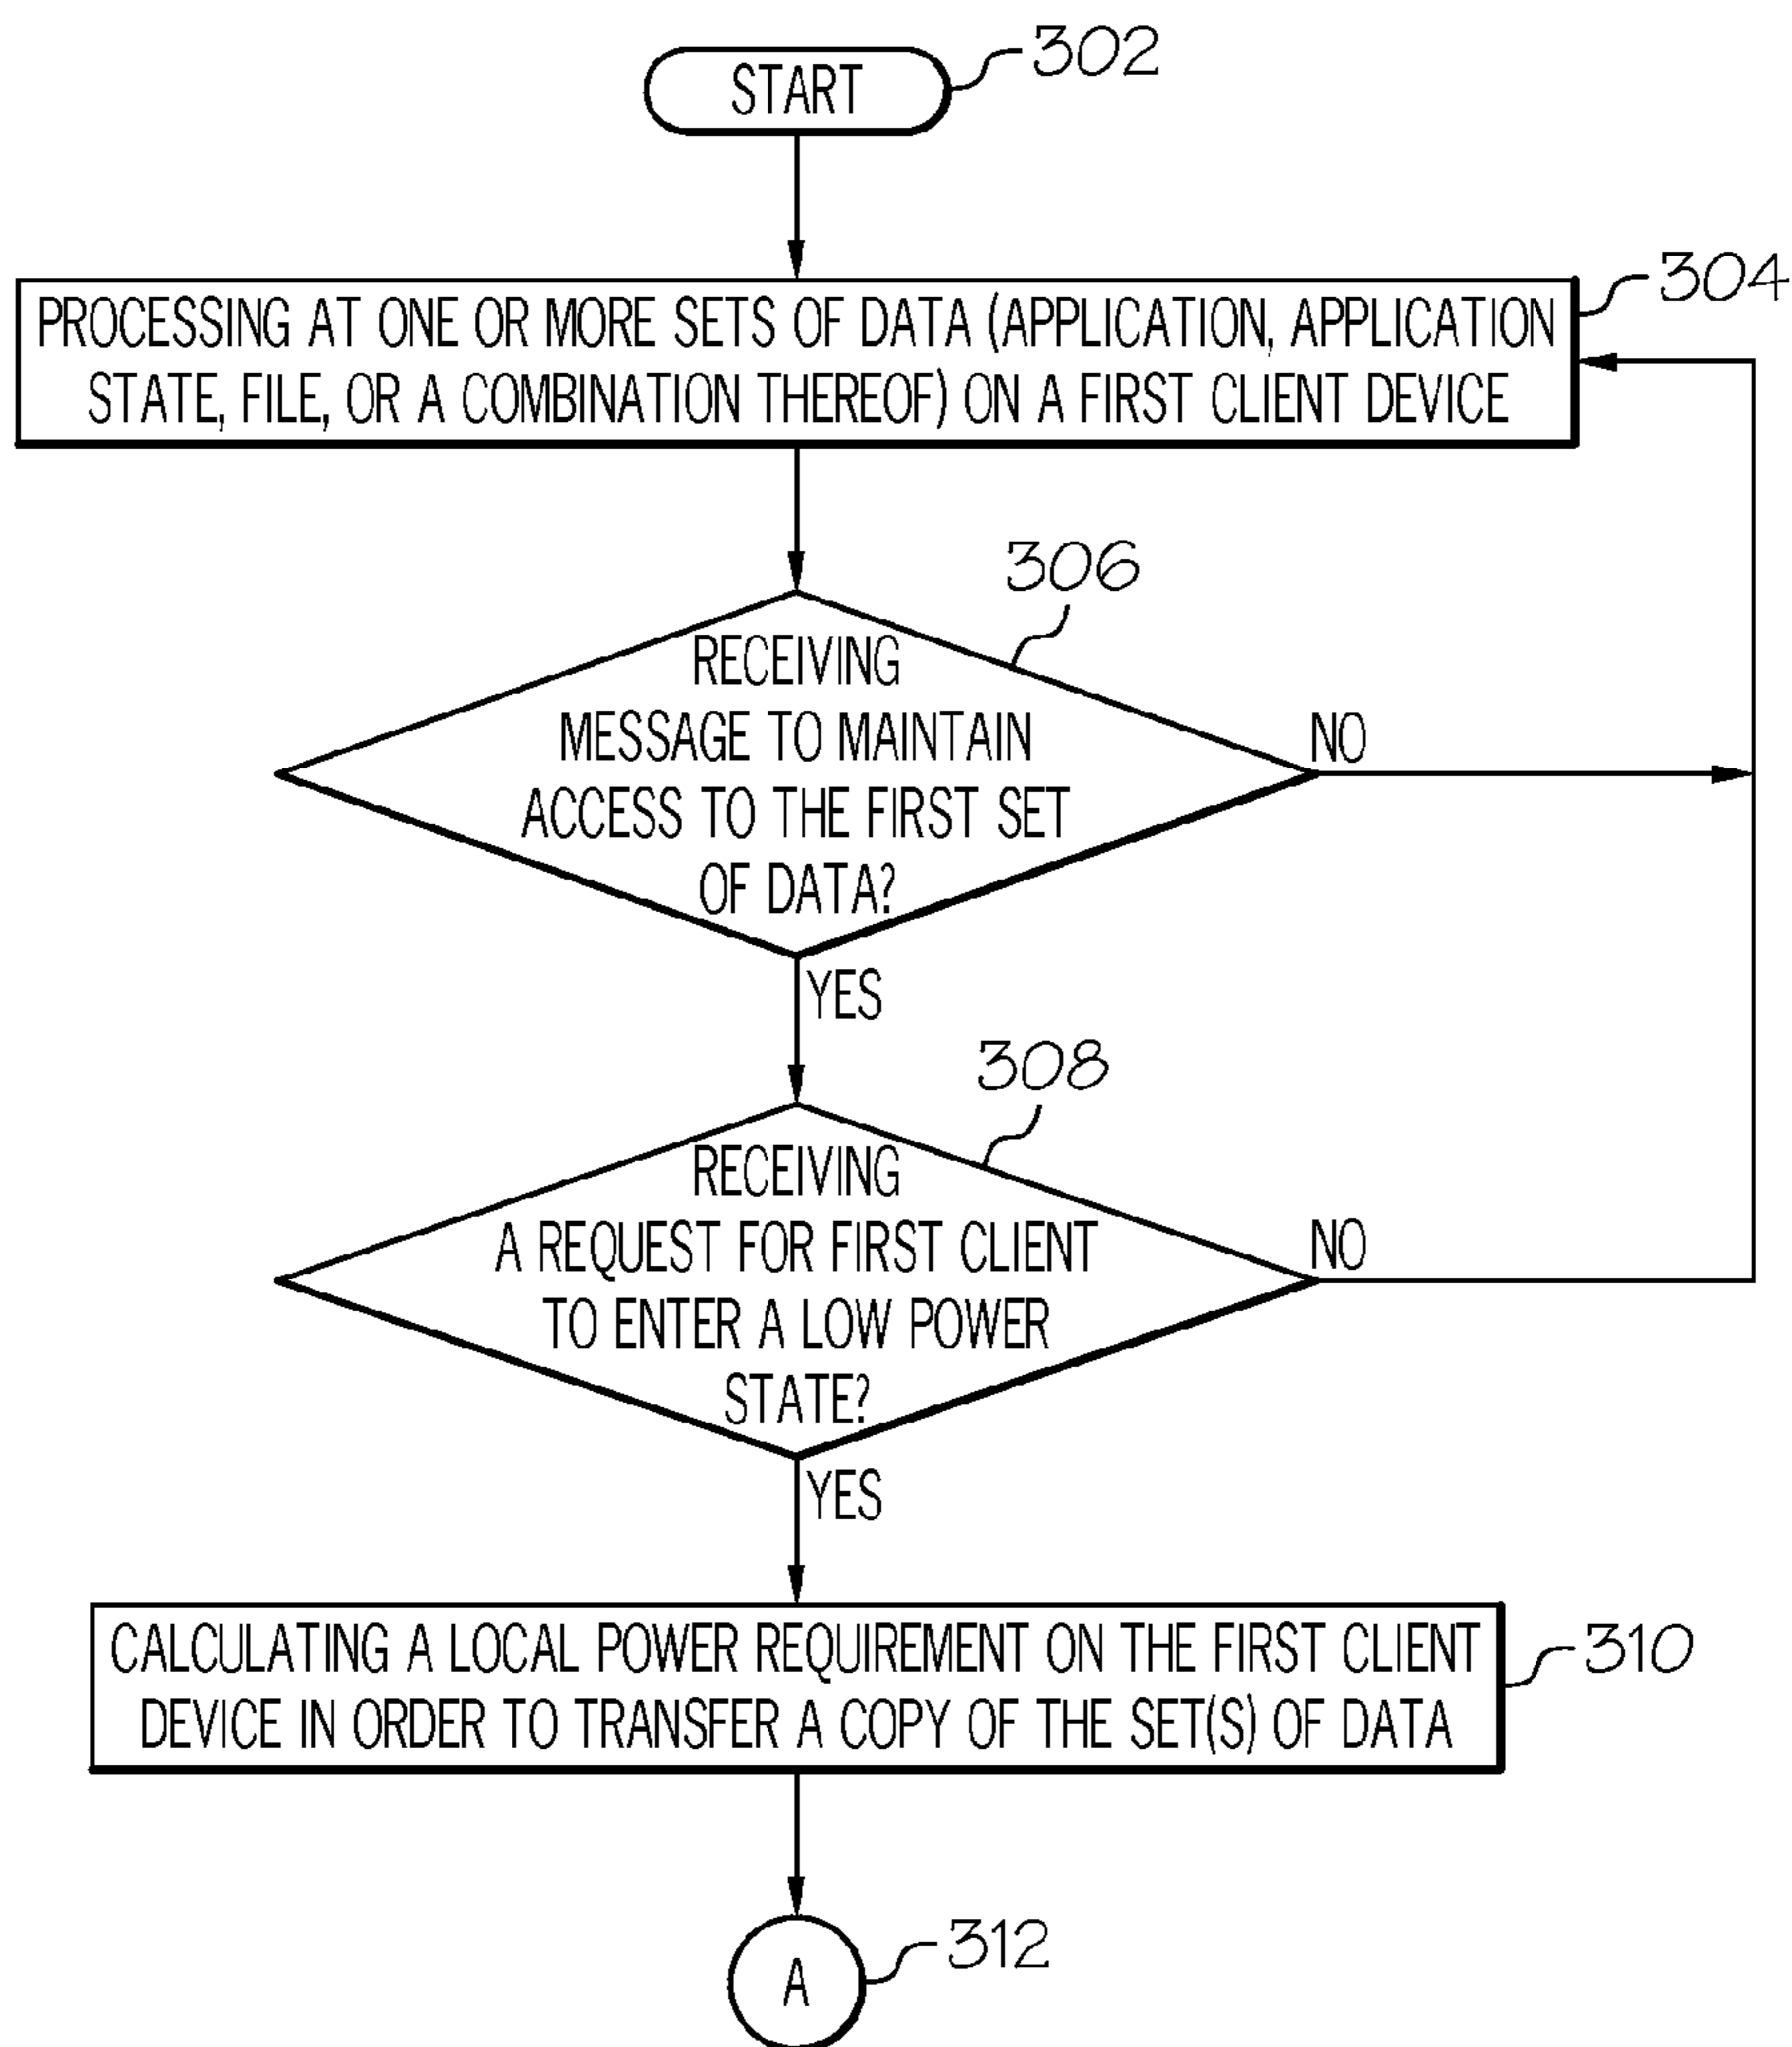 START
302
304
PROCESSING AT ONE OR MORE SETS OF DATA (APPLICATION, APPLICATION
STATE, FILE, OR A COMBINATION THEREOF) ON A FIRST CLIENT DEVICE
306
RECEIVING
MESSAGE TO MAINTAIN
ACCESS TO THE FIRST SET
OF DATA?
NO
YES
308
RECEIVING
A REQUEST FOR FIRST CLIENT
TO ENTER A LOW POWER
STATE?
NO
YES
CALCULATING A LOCAL POWER REQUIREMENT ON THE FIRST CLIENT
DEVICE IN ORDER TO TRANSFER A COPY OF THE SET(S) OF DATA
310
A
312